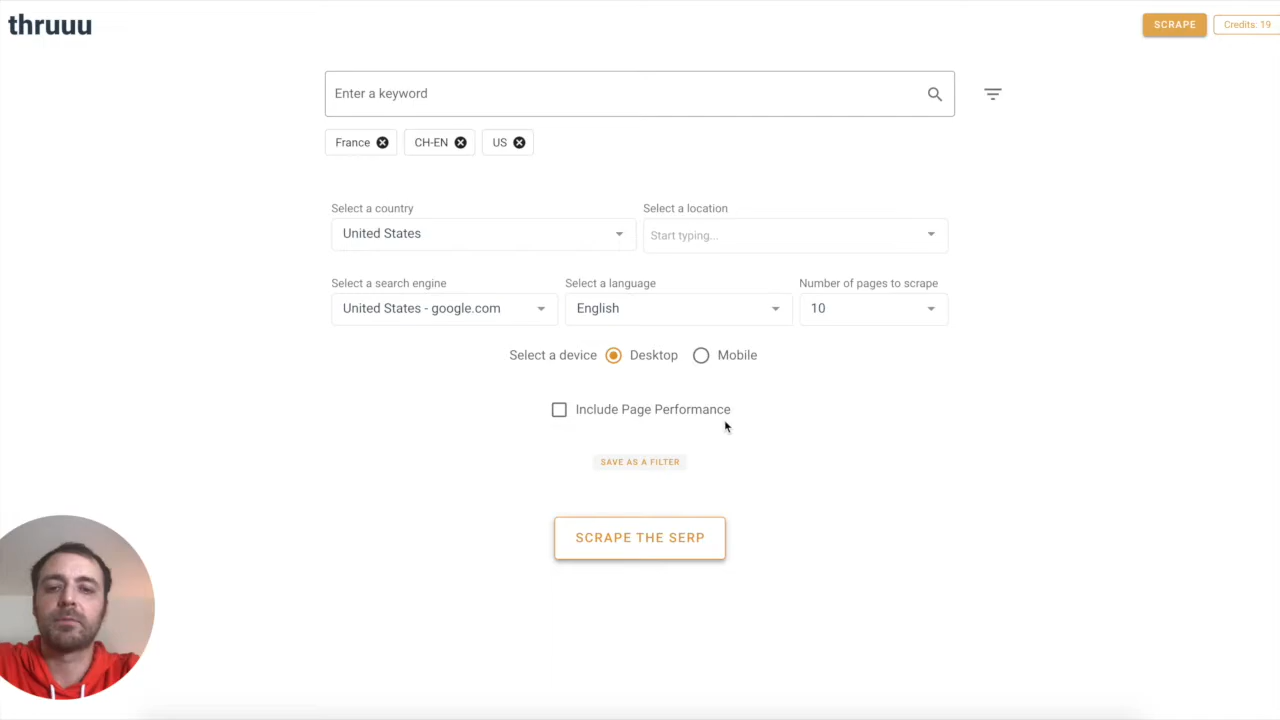 thruuu
SCRAPE
Credits: 19
Enter a keyword
France
CH-EN
US
Select a country
Select a location
United States
Start typing...
Select a search engine
Select a language
Number of pages to scrape
United States - google.com
English
10
Select a device
Desktop
Mobile
Include Page Performance
SAVE AS A FILTER
SCRAPE THE SERP